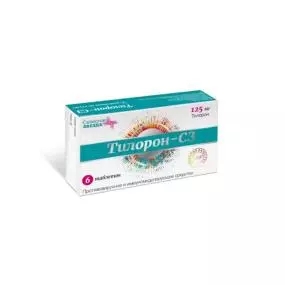 Северная
ЗВЕЗДА
125 мг
Тилорон
Тилорон-СЗ
6 таблеток
Противовирусное и иммуномодулирующее средство